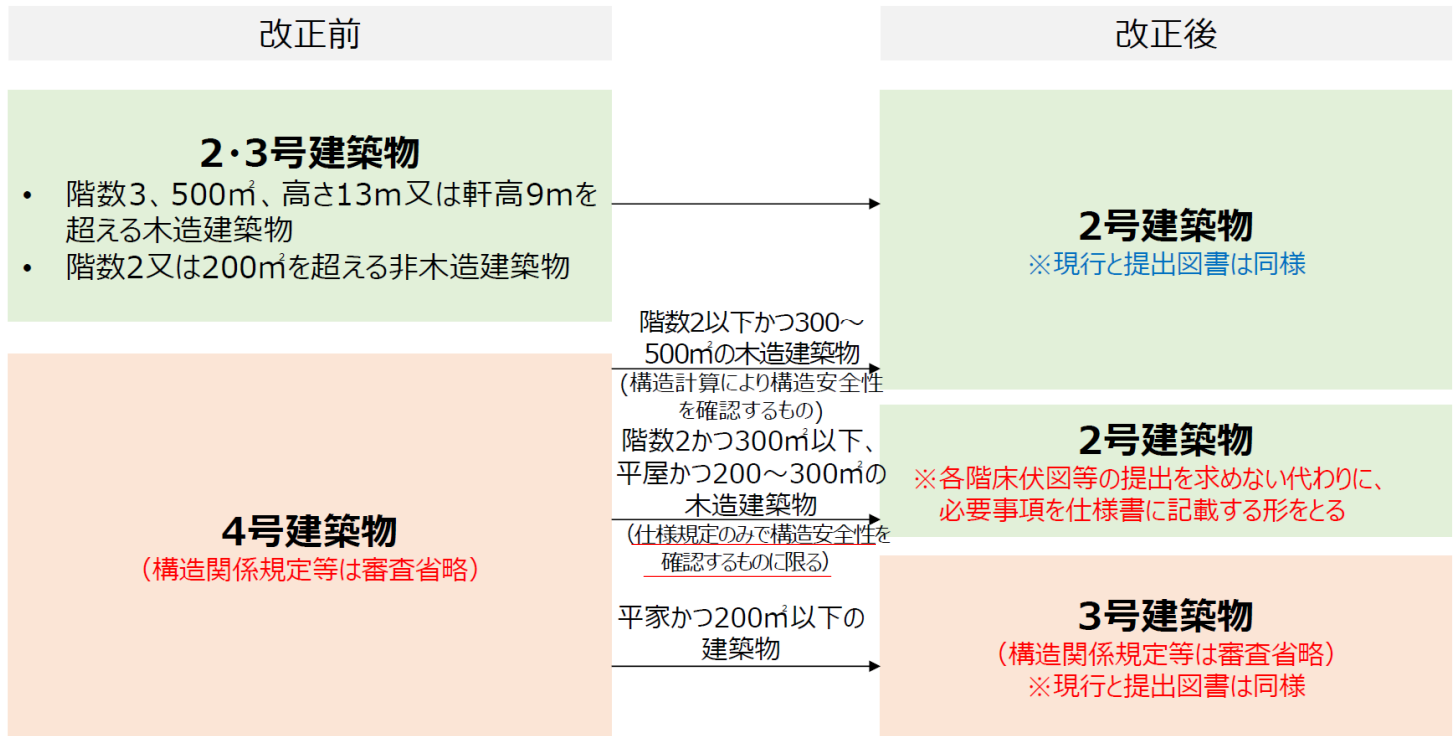 改正前
改正後
2・3号建築物
• 階数3、500㎡、高さ13m又は軒高9mを
超える木造建築物
• 階数2又は200㎡を超える非木造建築物
2号建築物
※現行と提出図書は同様
階数2以下かつ300～
500㎡の木造建築物
(構造計算により構造安全性
を確認するもの)
4号建築物
（構造関係規定等は審査省略）
階数2かつ300㎡以下、
平屋かつ200～300㎡の
木造建築物
（仕様規定のみで構造安全性を
確認するものに限る）
2号建築物
※各階床伏図等の提出を求めない代わりに、
必要事項を仕様書に記載する形をとる
平家かつ200㎡以下の
建築物
3号建築物
（構造関係規定等は審査省略）
※現行と提出図書は同様